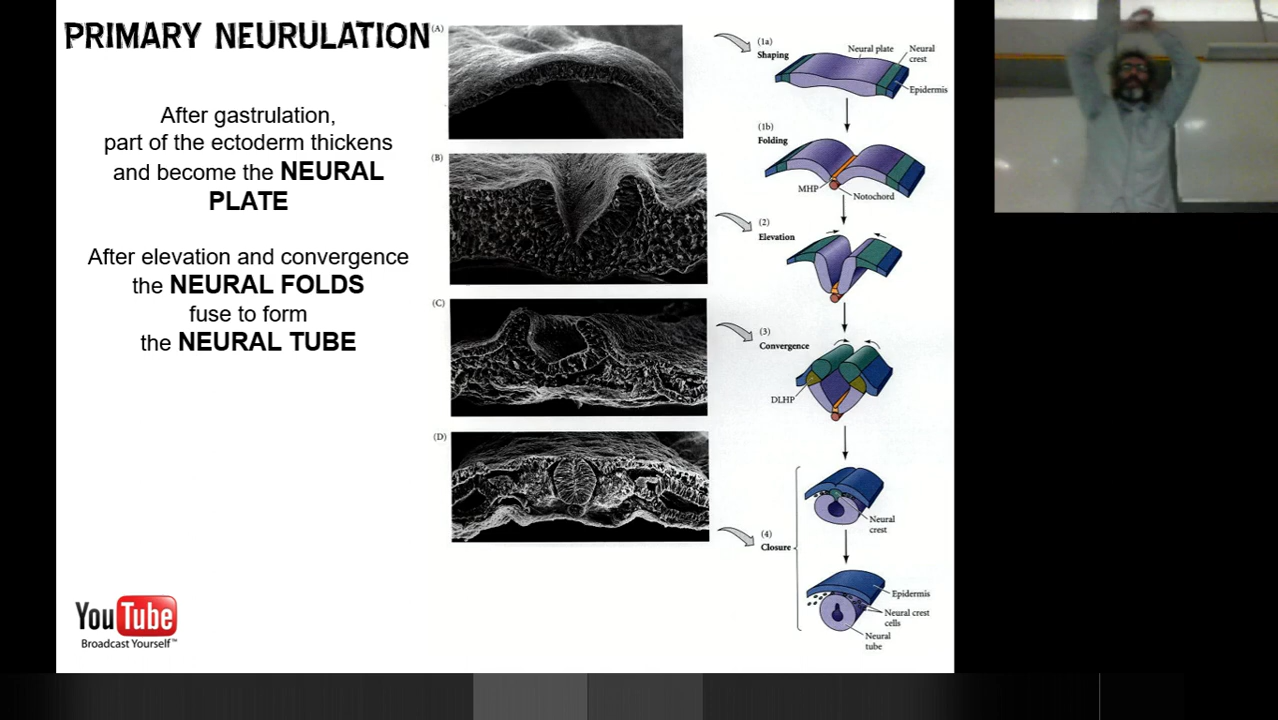 PRIMARY NEURULATION
After gastrulation,
part of the ectoderm thickens
and become the NEURAL
PLATE
After elevation and convergence
the NEURAL FOLDS
fuse to form
the NEURAL TUBE
YouTube
Broadcast Yourself™
(A)
(B)
(C)
(D)
(1a)
Shaping
Neural plate
Neural
crest
Epidermis
(1b)
Folding
MHP
Notochord
(2)
Elevation
(3)
Convergence
DLHP
(4)
Closure
Neural
crest
Epidermis
Neural crest
cells
Neural
tube